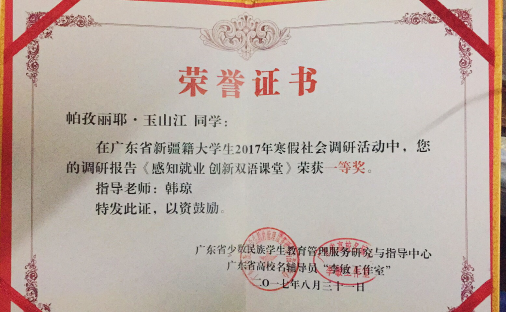 荣誉证书
帕孜丽耶·玉山江 同学：
在广东省新疆籍大学生2017年寒假社会调研活动中，您
的调研报告《感知就业 创新双语课堂》荣获一等奖。
指导老师：韩琼
特发此证，以资鼓励。
广东省少数民族学生教育管理服务研究与指导中心
广东省高校名辅导员“李敏工作室”
二〇一七年八月三十一日